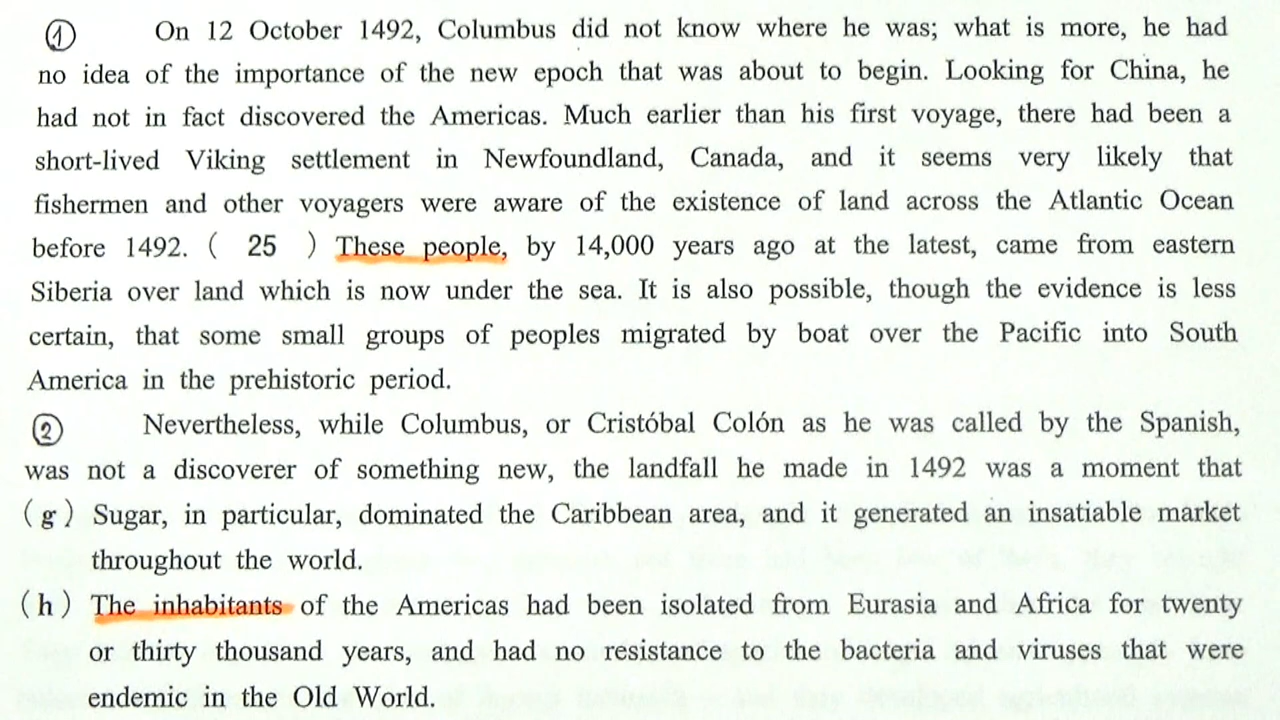 ① On 12 October 1492, Columbus did not know where he was; what is more, he had
no idea of the importance of the new epoch that was about to begin. Looking for China, he
had not in fact discovered the Americas. Much earlier than his first voyage, there had been a
short-lived Viking settlement in Newfoundland, Canada, and it seems very likely that
fishermen and other voyagers were aware of the existence of land across the Atlantic Ocean
before 1492. ( 25 ) These people, by 14,000 years ago at the latest, came from eastern
Siberia over land which is now under the sea. It is also possible, though the evidence is less
certain, that some small groups of peoples migrated by boat over the Pacific into South
America in the prehistoric period.
② Nevertheless, while Columbus, or Cristóbal Colón as he was called by the Spanish,
was not a discoverer of something new, the landfall he made in 1492 was a moment that
(g) Sugar, in particular, dominated the Caribbean area, and it generated an insatiable market
throughout the world.
(h) The inhabitants of the Americas had been isolated from Eurasia and Africa for twenty
or thirty thousand years, and had no resistance to the bacteria and viruses that were
endemic in the Old World.